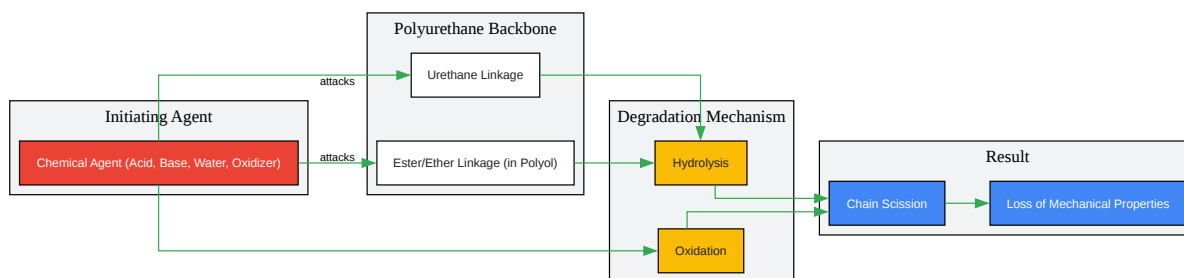 Polyurethane Backbone
Urethane Linkage
attacks
Initiating Agent
Degradation Mechanism
Chemical Agent (Acid, Base, Water, Oxidizer)
attacks
Ester/Ether Linkage (in Polyol)
Hydrolysis
Result
Chain Scission
Loss of Mechanical Properties
Oxidation